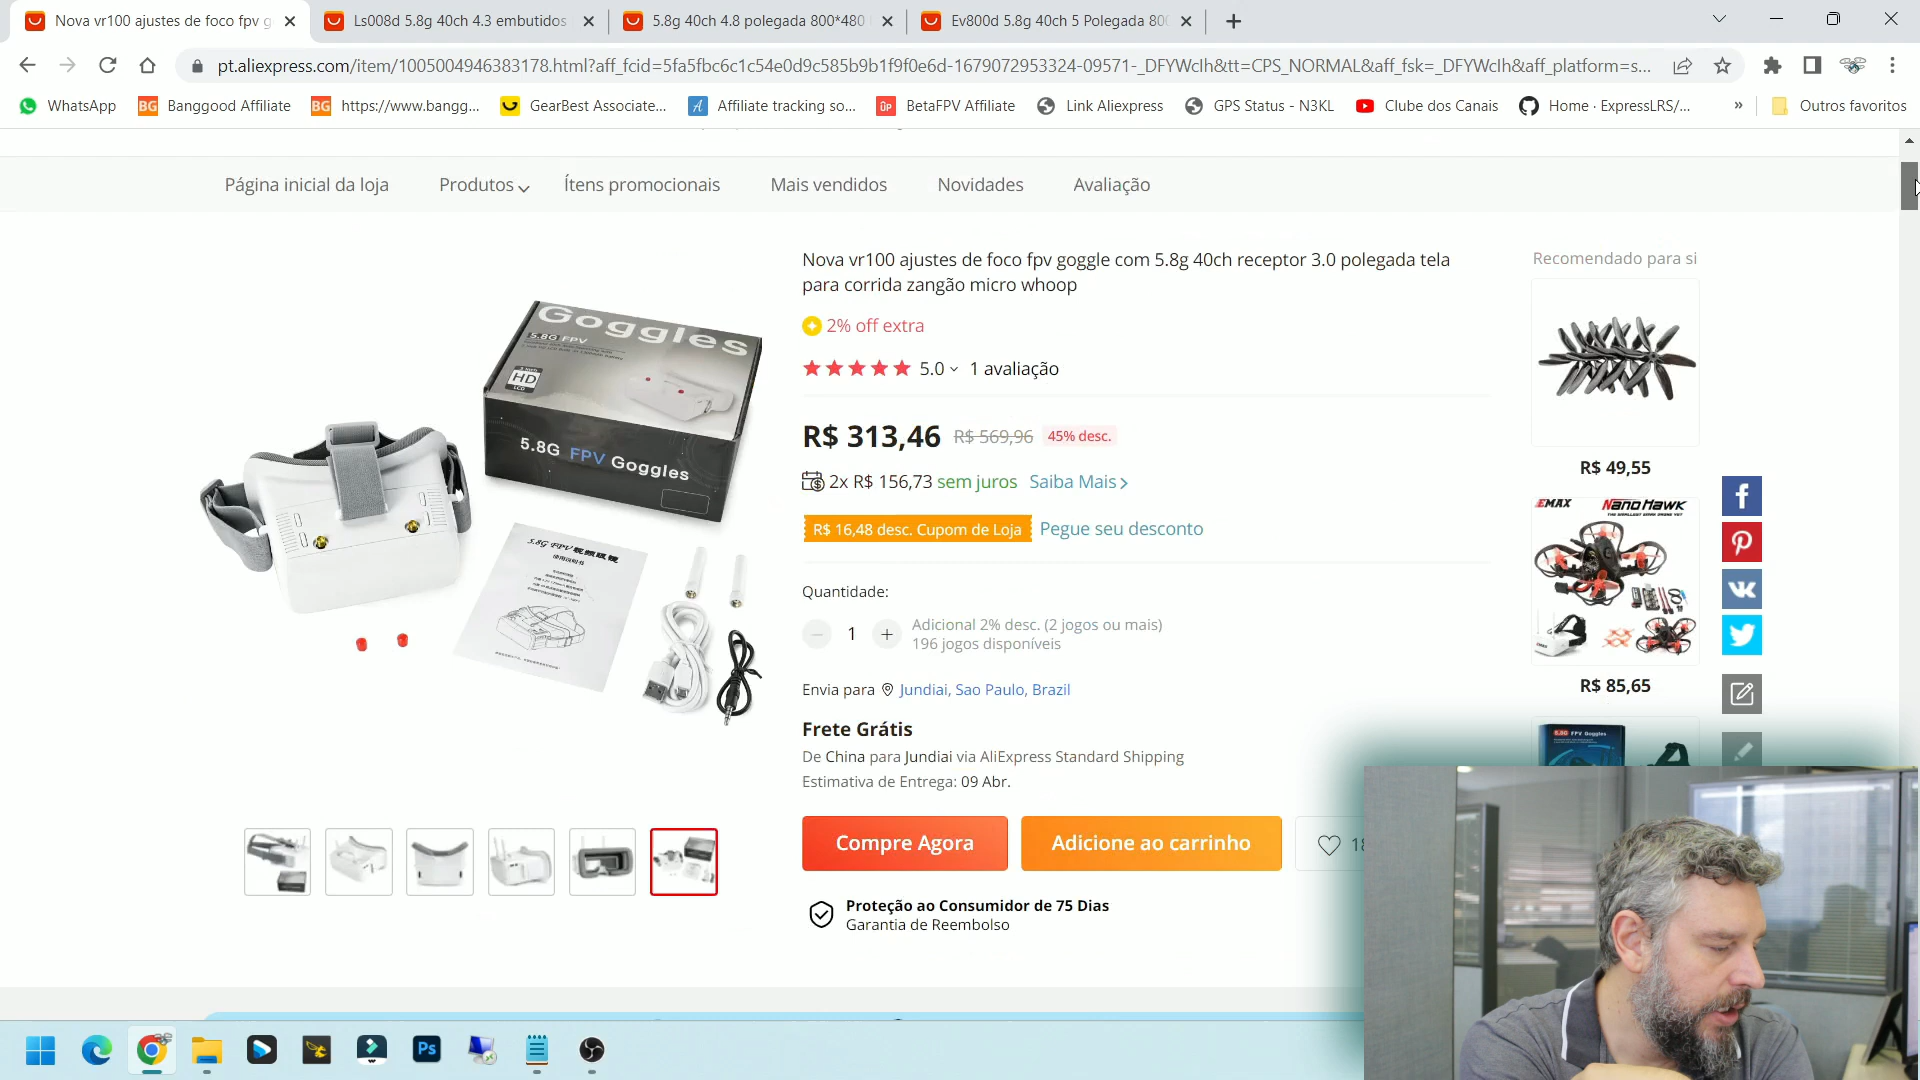 Nova vr100 ajustes de foco fpv g
Ls008d 5.8g 40ch 4.3 embutidos
5.8g 40ch 4.8 polegada 800*480
Ev800d 5.8g 40ch 5 Polegada 80
pt.aliexpress.com/item/1005004946383178.html?aff_fcid=5fa5fbc6c1c54e0d9c585b9b1f9f0e6d-1679072953324-09571-_DFYWcIh&tt=CPS_NORMAL&aff_fsk=_DFYWcIh&aff_platform=s...
WhatsApp
BG Banggood Affiliate
BG https://www.bangg...
GearBest Associate...
Affiliate tracking so...
BetaFPV Affiliate
Link Aliexpress
GPS Status - N3KL
Clube dos Canais
Home · ExpressLRS/...
»
Outros favoritos
Página inicial da loja
Produtos
Ítens promocionais
Mais vendidos
Novidades
Avaliação
Goggles
5.8G FPV
HD
LCD
5.8G FPV Goggles
Nova vr100 ajustes de foco fpv goggle com 5.8g 40ch receptor 3.0 polegada tela
para corrida zangão micro whoop
2% off extra
5.0 1 avaliação
R$ 313,46 R$ 569,96 45% desc.
2x R$ 156,73 sem juros Saiba Mais
R$ 16,48 desc. Cupom de Loja Pegue seu desconto
Quantidade:
1
Adicional 2% desc. (2 jogos ou mais)
196 jogos disponíveis
Envia para Jundiai, Sao Paulo, Brazil
Frete Grátis
De China para Jundiai via AliExpress Standard Shipping
Estimativa de Entrega: 09 Abr.
Compre Agora
Adicione ao carrinho
Proteção ao Consumidor de 75 Dias
Garantia de Reembolso
Recomendado para si
R$ 49,55
EMAX NanoHawk
R$ 85,65
5.8G FPV Goggles
Ps